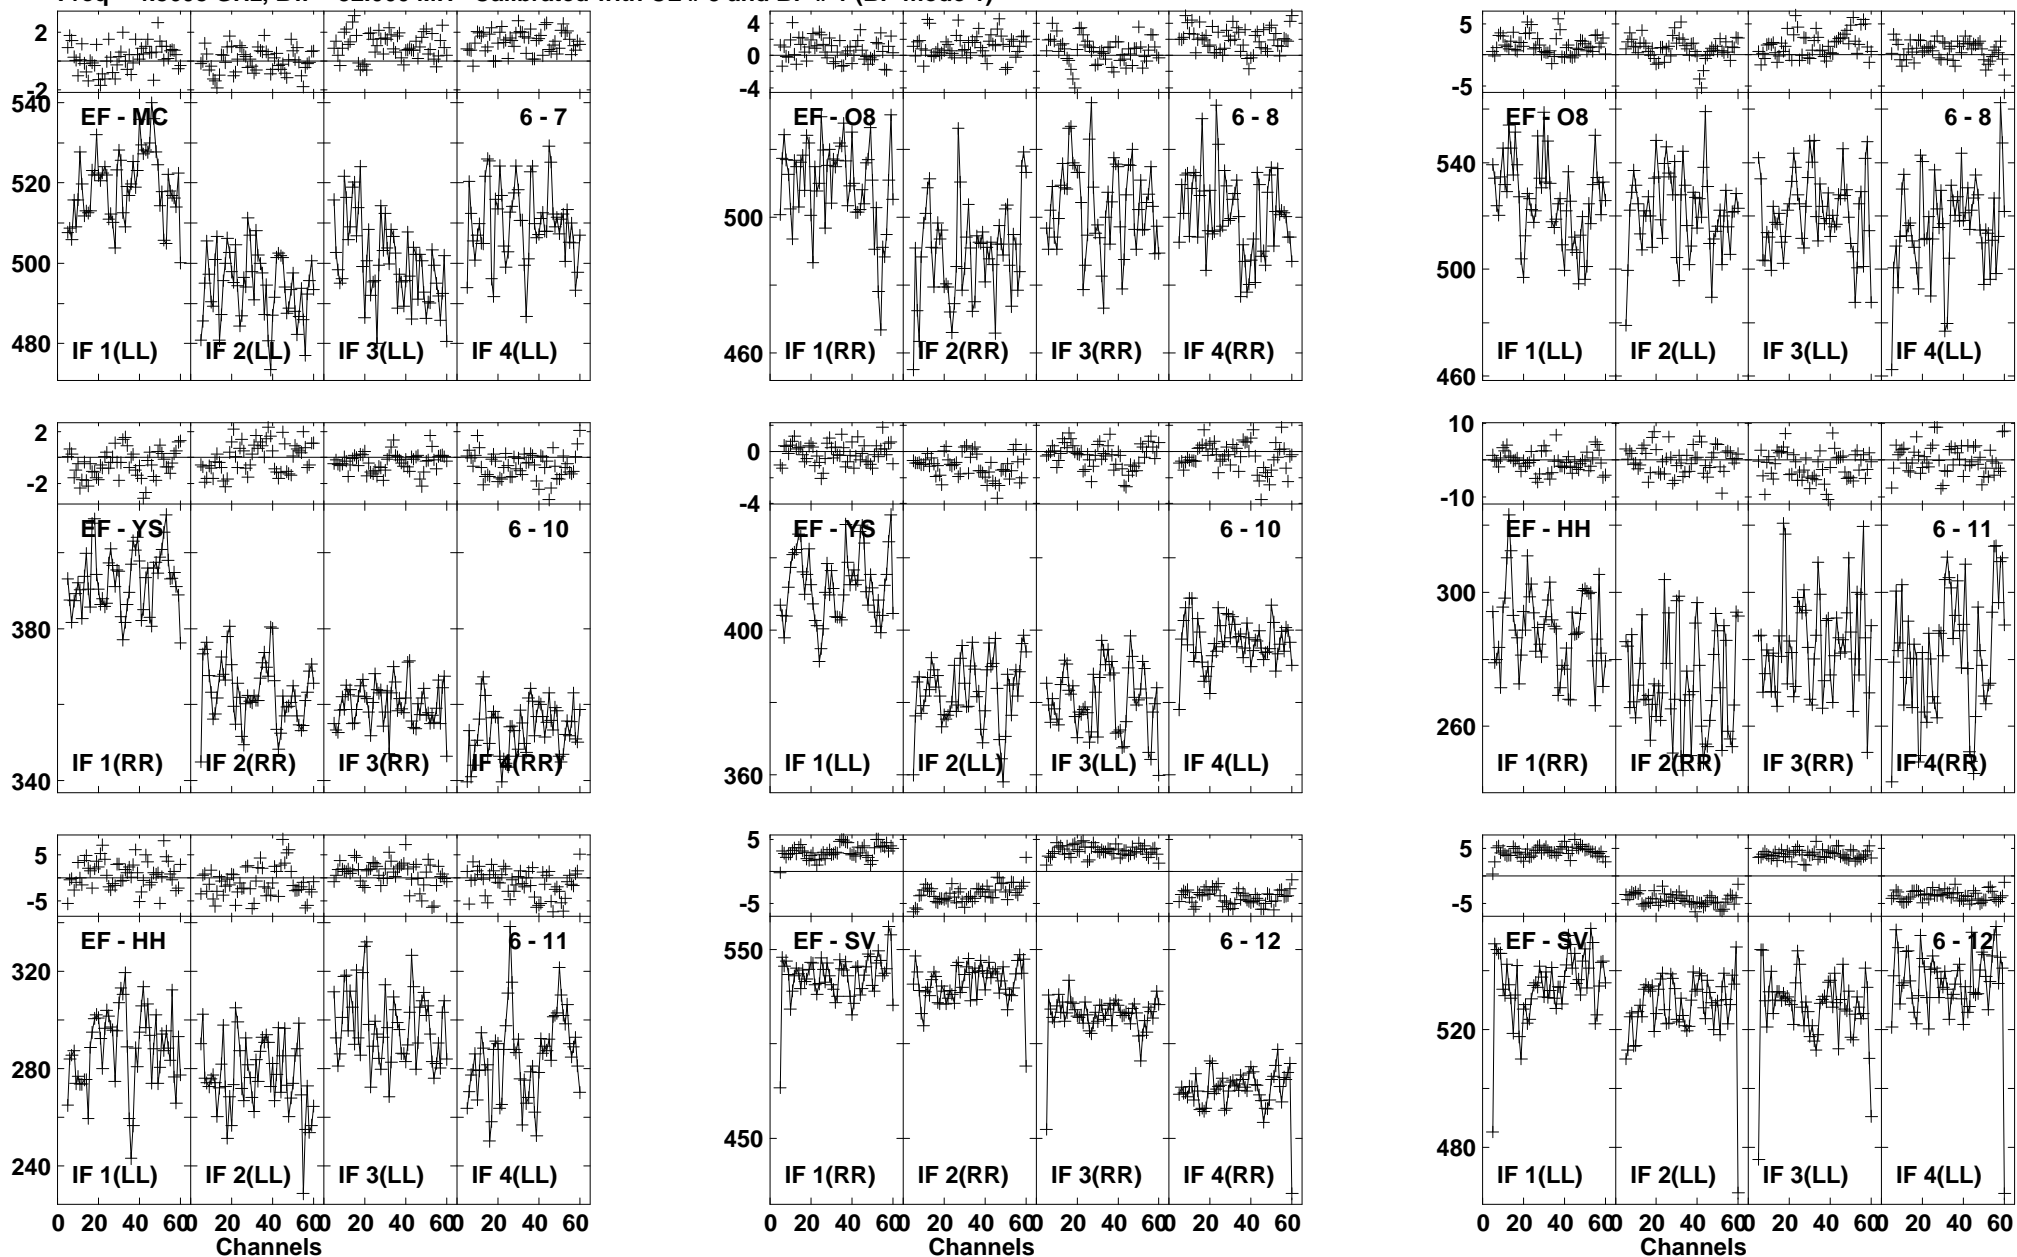 2 4 5
0
-2 -4 -5
540 EF - MC 6 - 7 EF - O8 6 - 8 EF - O8 6 - 8
540
520
500 500 500
480 IF 1(LL) IF 2(LL) IF 3(LL) IF 4(LL) 460 IF 1(RR) IF 2(RR) IF 3(RR) IF 4(RR) 460 IF 1(LL) IF 2(LL) IF 3(LL) IF 4(LL)
2 0 10
0
-2 -4 -10
EF - YS 6 - 10 EF - YS 6 - 10 EF - HH 6 - 11
380 400 300
260
340 IF 1(RR) IF 2(RR) IF 3(RR) IF 4(RR) 360 IF 1(LL) IF 2(LL) IF 3(LL) IF 4(LL) IF 1(RR) IF 2(RR) IF 3(RR) IF 4(RR)
5 5 5
-5 -5 -5
EF - HH 6 - 11 EF - SV 6 - 12 EF - SV 6 - 12
320 550
520
280
240 450 480
IF 1(LL) IF 2(LL) IF 3(LL) IF 4(LL) IF 1(RR) IF 2(RR) IF 3(RR) IF 4(RR) IF 1(LL) IF 2(LL) IF 3(LL) IF 4(LL)
0 20 40 60 0 20 40 60 0 20 40 60 0 20 40 60 0 20 40 60 0 20 40 60 0 20 40 60 0 20 40 60 0 20 40 60 0 20 40 60 0 20 40 60 0 20 40 60
Channels Channels Channels